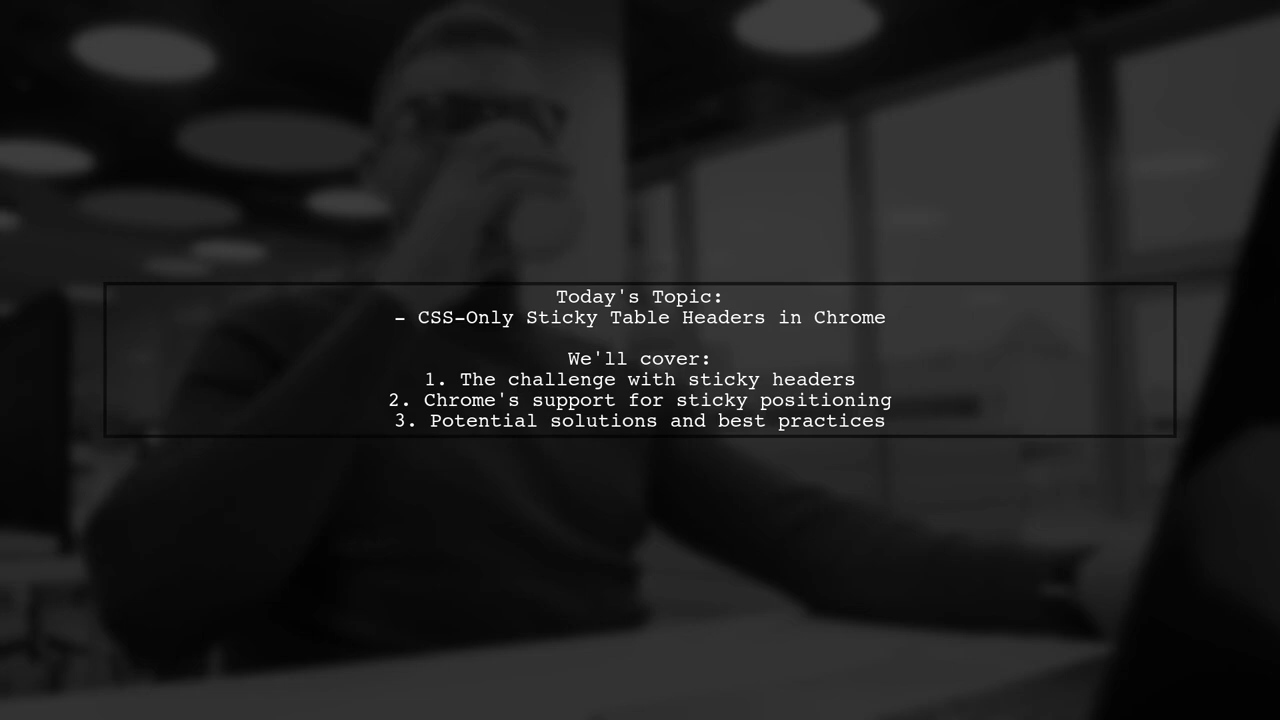 Today's Topic:
- CSS-Only Sticky Table Headers in Chrome
We'll cover:
1. The challenge with sticky headers
2. Chrome's support for sticky positioning
3. Potential solutions and best practices